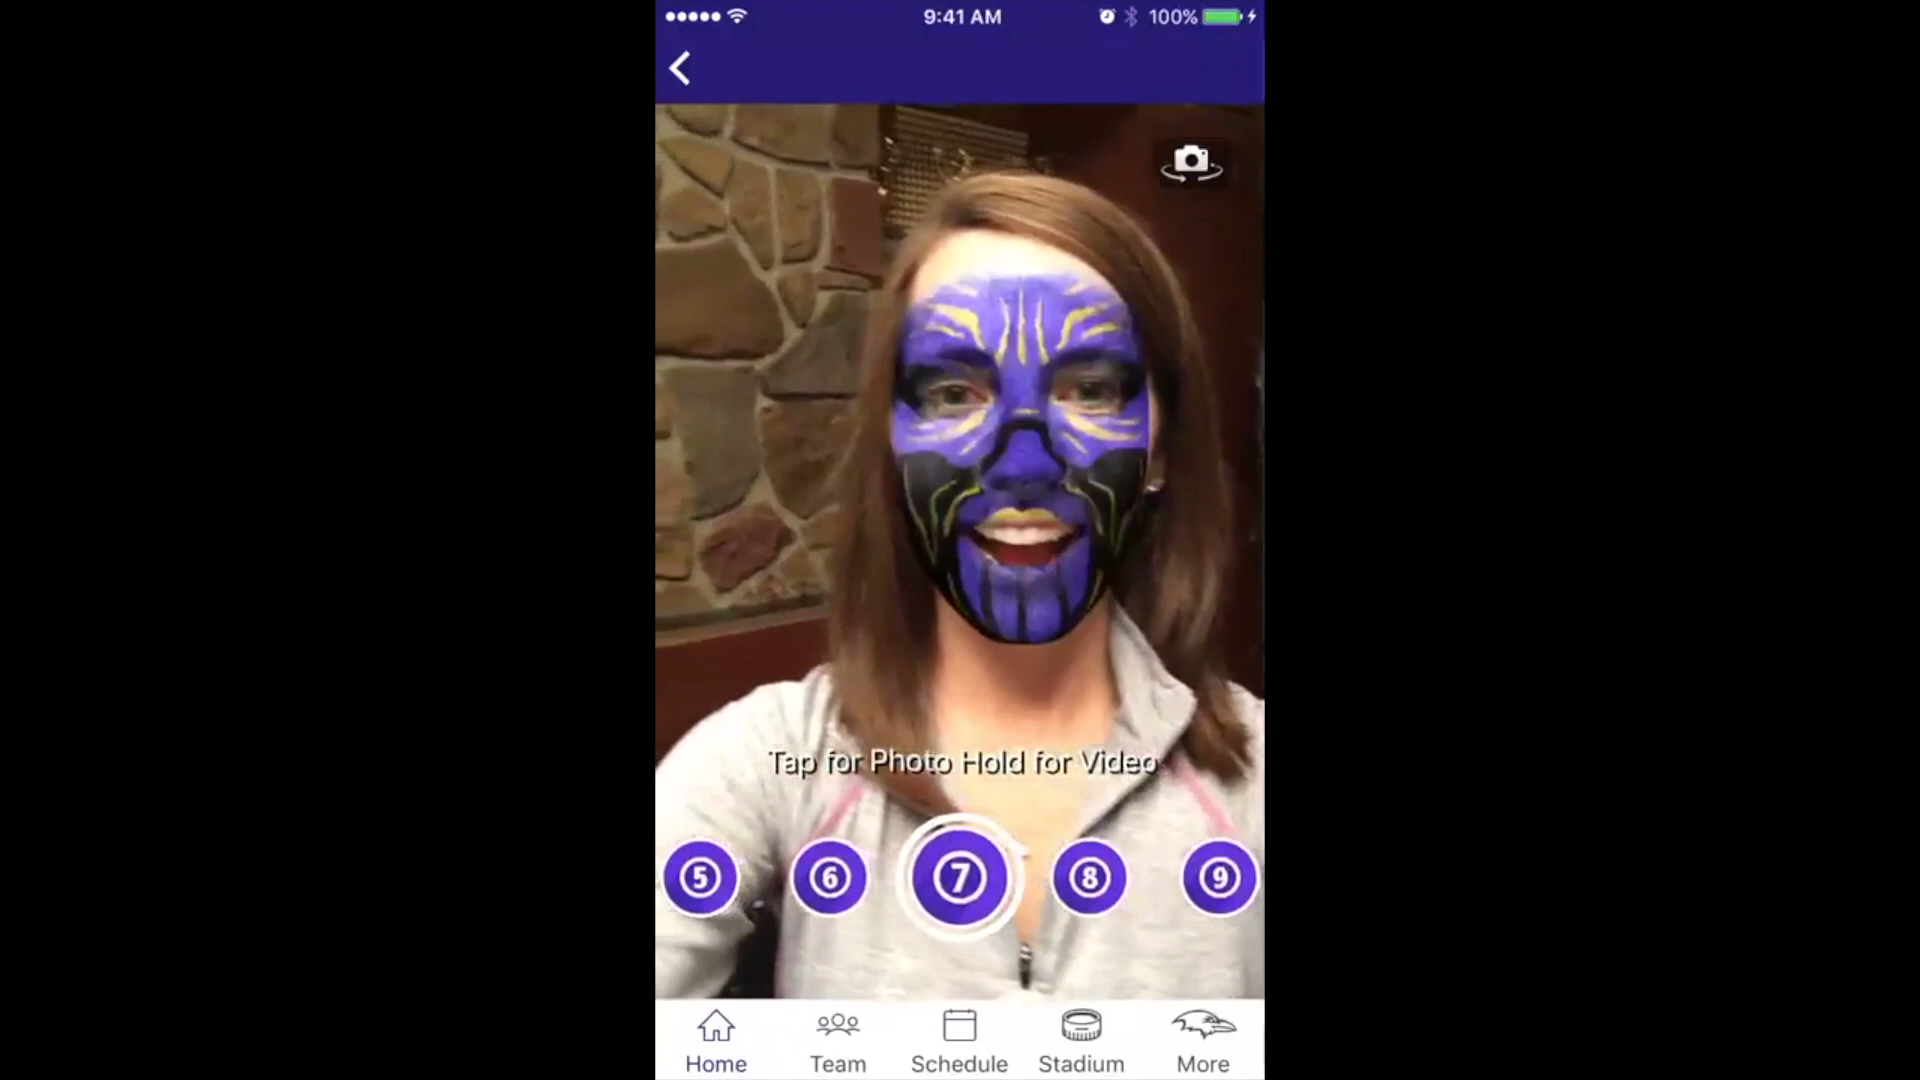 9:41 AM
100%
Tap for Photo Hold for Video
5 6 7 8 9
Home Team Schedule Stadium More